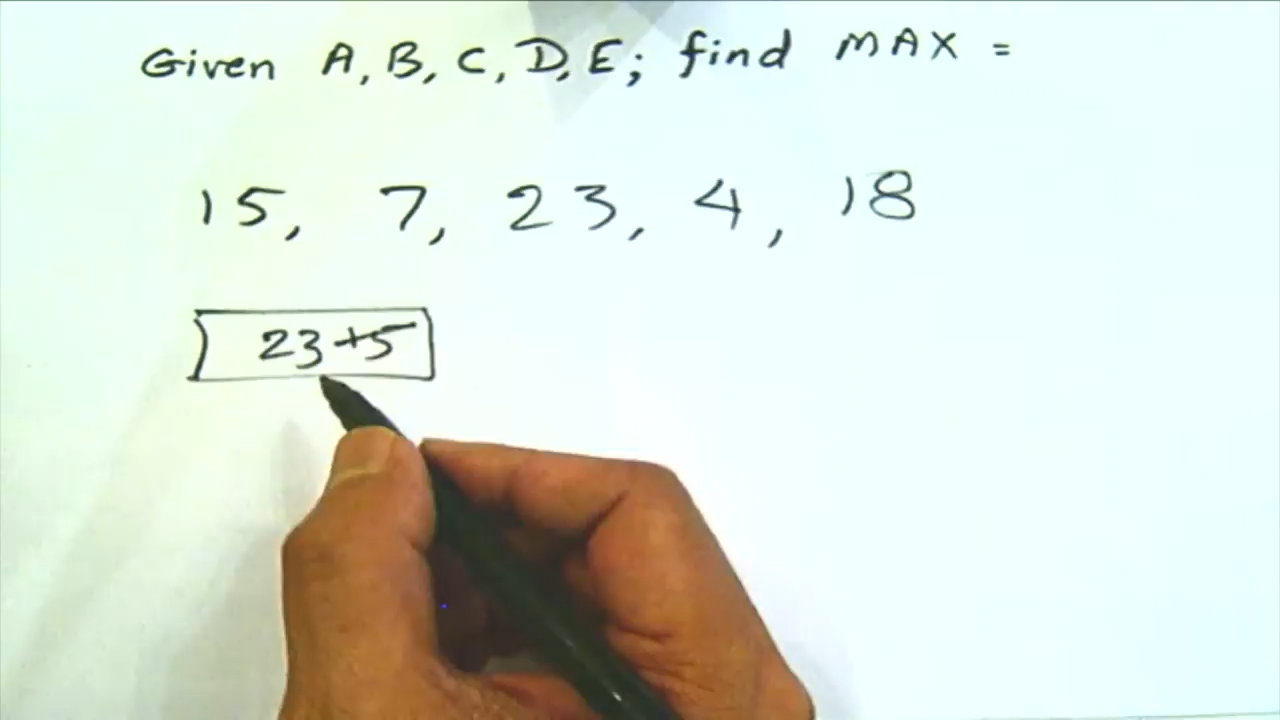 Given A, B, C, D, E; find MAX =
15, 7, 23, 4, 18
23+5